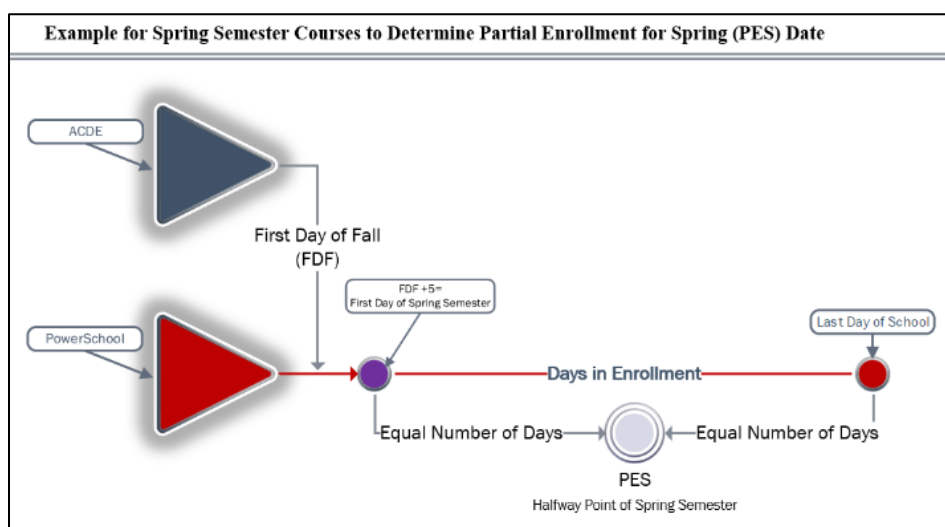 Example for Spring Semester Courses to Determine Partial Enrollment for Spring (PES) Date
ACDE
First Day of Fall
(FDF)
FDF +5=
First Day of Spring Semester
PowerSchool
Last Day of School
Days in Enrollment
Equal Number of Days
Equal Number of Days
PES
Halfway Point of Spring Semester